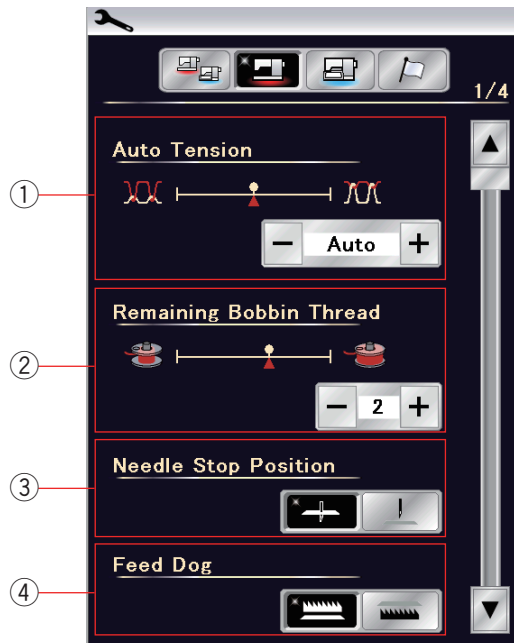 1/4
① Auto Tension
− Auto +
② Remaining Bobbin Thread
− 2 +
③ Needle Stop Position
④ Feed Dog